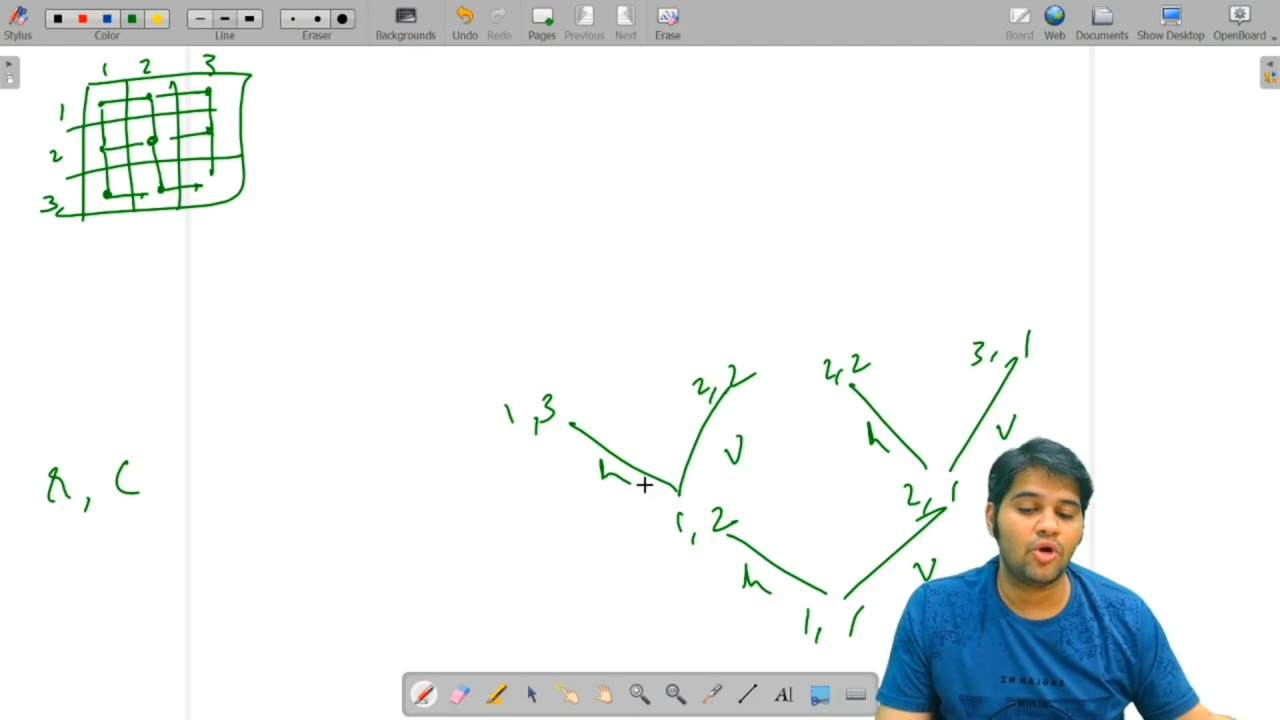 Stylus
Color
Line
Eraser
Backgrounds
Undo
Redo
Pages
Previous
Next
Erase
Board
Web
Documents
Show Desktop
OpenBoard
1 2 3
1
2
3
3, 1
2, 2
2, 2
1, 3
h
v
h
v
2, 1
1, 2
h
v
1, 1
r, c
AI